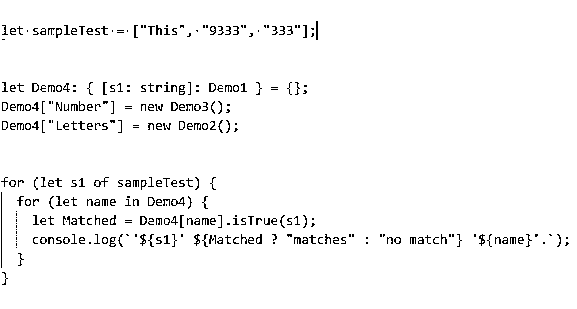 let sampleTest = ["This", "9333", "333"];
let Demo4: { [s1: string]: Demo1 } = {};
Demo4["Number"] = new Demo3();
Demo4["Letters"] = new Demo2();
for (let s1 of sampleTest) {
for (let name in Demo4) {
let Matched = Demo4[name].isTrue(s1);
console.log(`'${s1}' ${Matched ? "matches" : "no match"} '${name}'.`);
}
}